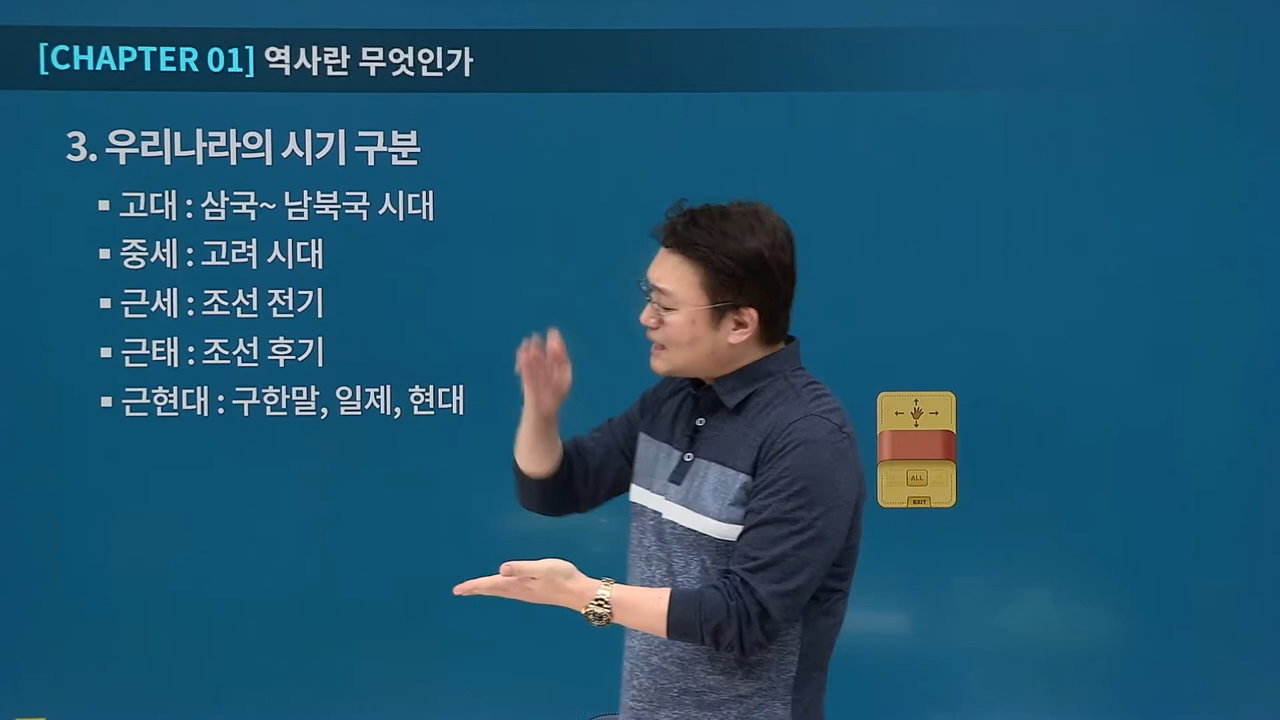 [CHAPTER 01] 역사란 무엇인가
3. 우리나라의 시기 구분
▪ 고대 : 삼국~ 남북국 시대
▪ 중세 : 고려 시대
▪ 근세 : 조선 전기
▪ 근태 : 조선 후기
▪ 근현대 : 구한말, 일제, 현대
ALL
EXIT